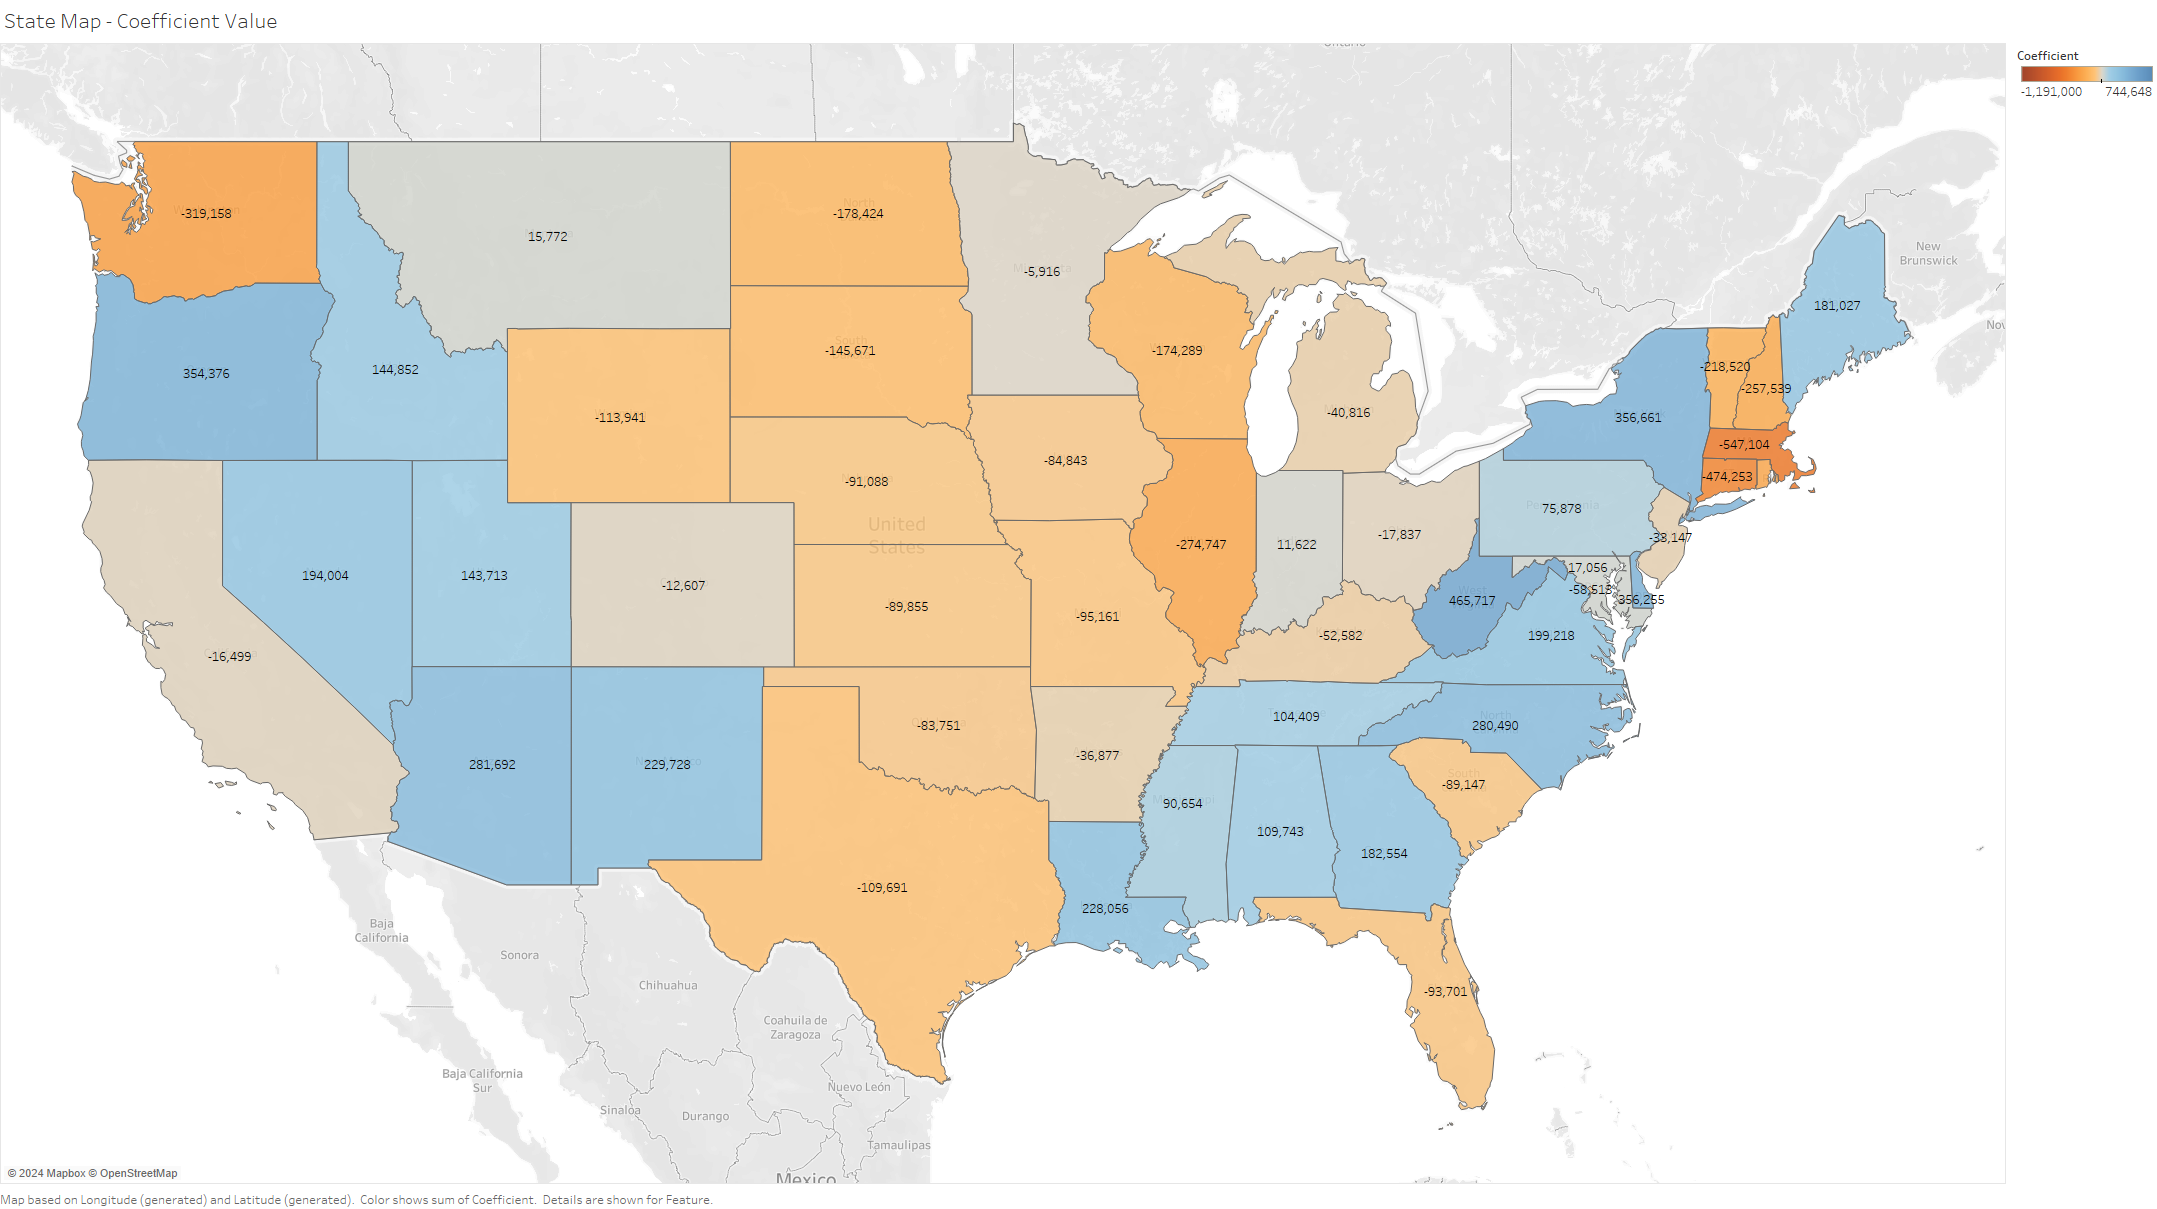 State Map - Coefficient Value
Coefficient
-1,191,000 744,648
Ontario
New
Brunswick
-319,158
-178,424
15,772
-5,916
181,027
354,376
144,852
-145,671
-174,289
-218,520
-257,539
-113,941
-40,816
356,661
-547,104
-84,843
-474,253
-91,088
75,878
United
States
-274,747
11,622
-17,837
-33,147
194,004
143,713
-12,607
17,056
-58,513
-89,855
465,717
356,255
-95,161
-52,582
199,218
-16,499
104,409
280,490
-83,751
-36,877
281,692
229,728
-89,147
90,654
109,743
182,554
-109,691
228,056
Baja
California
Sonora
Chihuahua
-93,701
Coahuila de
Zaragoza
Baja California
Sur
Nuevo León
Sinaloa
Durango
Tamaulipas
Mexico
© 2024 Mapbox © OpenStreetMap
Map based on Longitude (generated) and Latitude (generated). Color shows sum of Coefficient. Details are shown for Feature.